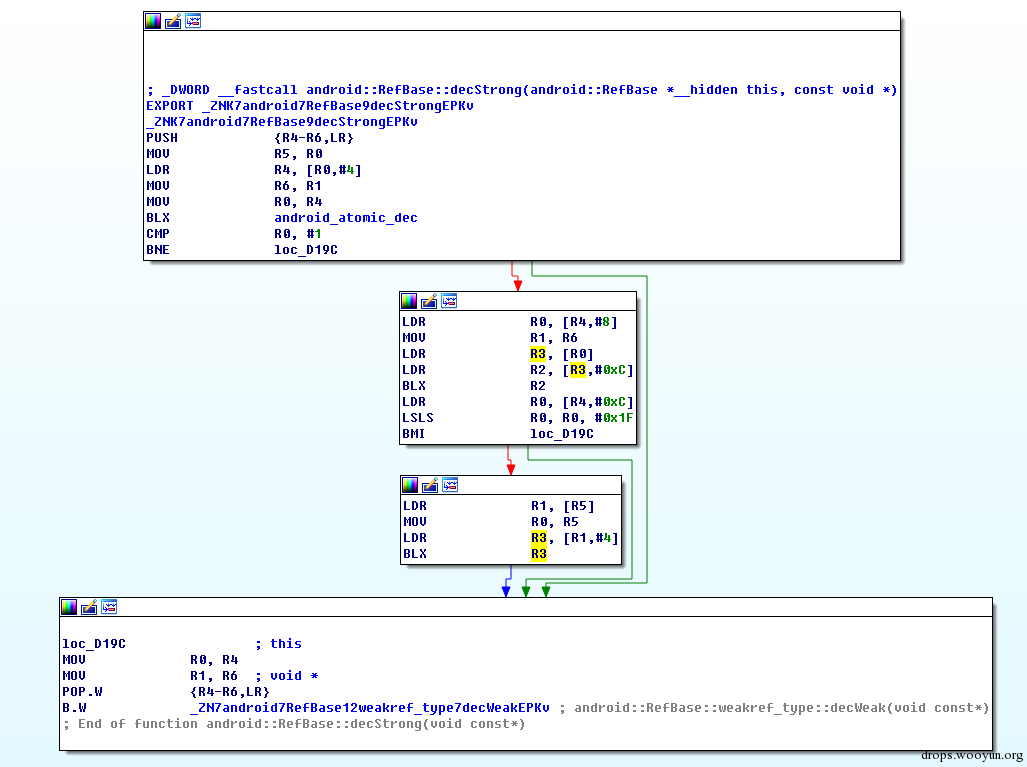 ; _DWORD __fastcall android::RefBase::decStrong(android::RefBase *__hidden this, const void *)
EXPORT _ZNK7android7RefBase9decStrongEPKv
_ZNK7android7RefBase9decStrongEPKv
PUSH {R4-R6,LR}
MOV R5, R0
LDR R4, [R0,#4]
MOV R6, R1
MOV R0, R4
BLX android_atomic_dec
CMP R0, #1
BNE loc_D19C
LDR R0, [R4,#8]
MOV R1, R6
LDR R3, [R0]
LDR R2, [R3,#0xC]
BLX R2
LDR R0, [R4,#0xC]
LSLS R0, R0, #0x1F
BMI loc_D19C
LDR R1, [R5]
MOV R0, R5
LDR R3, [R1,#4]
BLX R3
loc_D19C ; this
MOV R0, R4
MOV R1, R6 ; void *
POP.W {R4-R6,LR}
B.W _ZN7android7RefBase12weakref_type7decWeakEPKv ; android::RefBase::weakref_type::decWeak(void const*)
; End of function android::RefBase::decStrong(void const*)
drops.wooyun.org